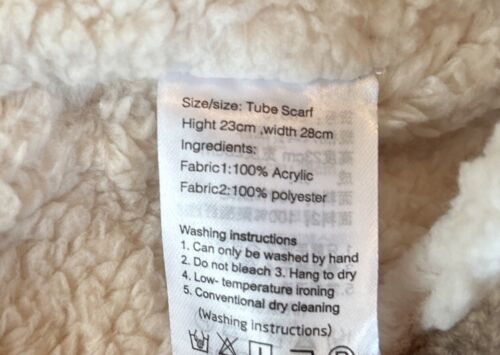 Size/size: Tube Scarf
Hight 23cm ,width 28cm
Ingredients:
Fabric1:100% Acrylic
Fabric2:100% polyester
Washing instructions
1. Can only be washed by hand
2. Do not bleach 3. Hang to dry
4. Low- temperature ironing
5. Conventional dry cleaning
(Washing Instructions)